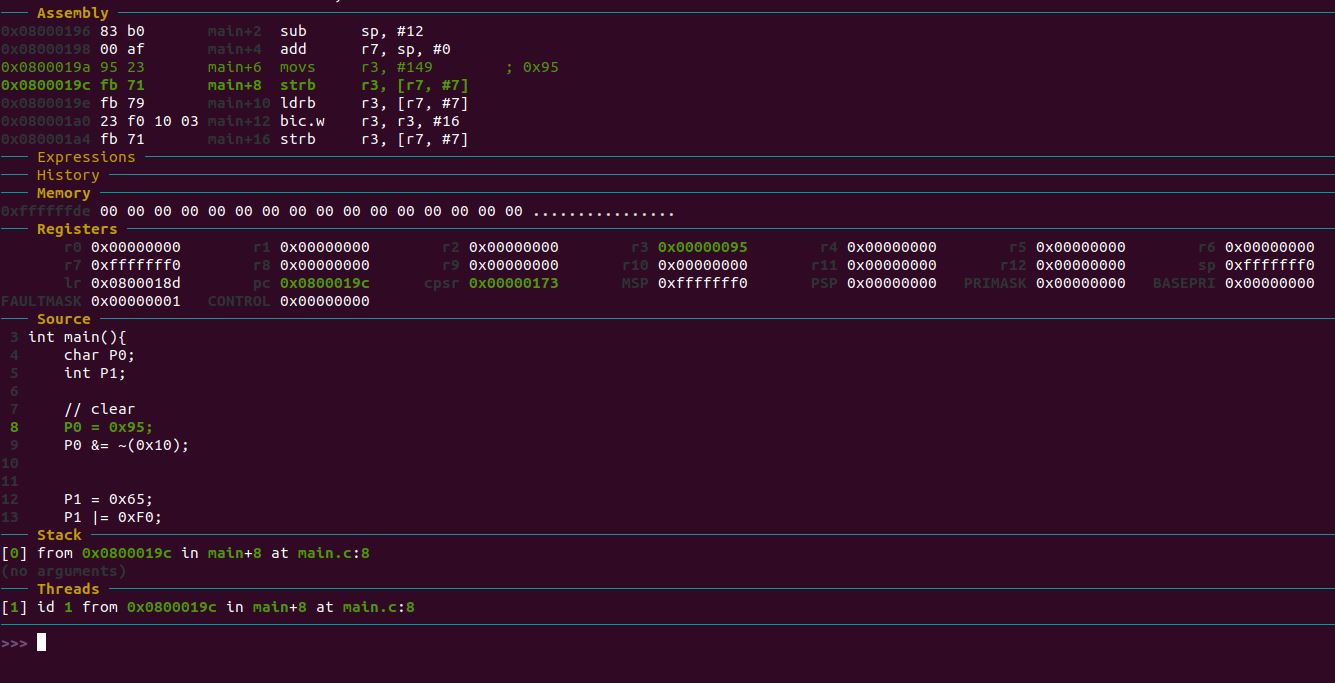 Assembly
0x08000196 83 b0 main+2 sub sp, #12
0x08000198 00 af main+4 add r7, sp, #0
0x0800019a 95 23 main+6 movs r3, #149 ; 0x95
0x0800019c fb 71 main+8 strb r3, [r7, #7]
0x0800019e fb 79 main+10 ldrb r3, [r7, #7]
0x080001a0 23 f0 10 03 main+12 bic.w r3, r3, #16
0x080001a4 fb 71 main+16 strb r3, [r7, #7]
Expressions
History
Memory
0xffffffde 00 00 00 00 00 00 00 00 00 00 00 00 00 00 00 00 ................
Registers
r0 0x00000000 r1 0x00000000 r2 0x00000000 r3 0x00000095 r4 0x00000000 r5 0x00000000 r6 0x00000000
r7 0xfffffff0 r8 0x00000000 r9 0x00000000 r10 0x00000000 r11 0x00000000 r12 0x00000000 sp 0xfffffff0
lr 0x0800018d pc 0x0800019c cpsr 0x00000173 MSP 0xfffffff0 PSP 0x00000000 PRIMASK 0x00000000 BASEPRI 0x00000000
FAULTMASK 0x00000001 CONTROL 0x00000000
Source
3 int main(){
4 char P0;
5 int P1;
6
7 // clear
8 P0 = 0x95;
9 P0 &= ~(0x10);
10
11
12 P1 = 0x65;
13 P1 |= 0xF0;
Stack
[0] from 0x0800019c in main+8 at main.c:8
(no arguments)
Threads
[1] id 1 from 0x0800019c in main+8 at main.c:8
>>>